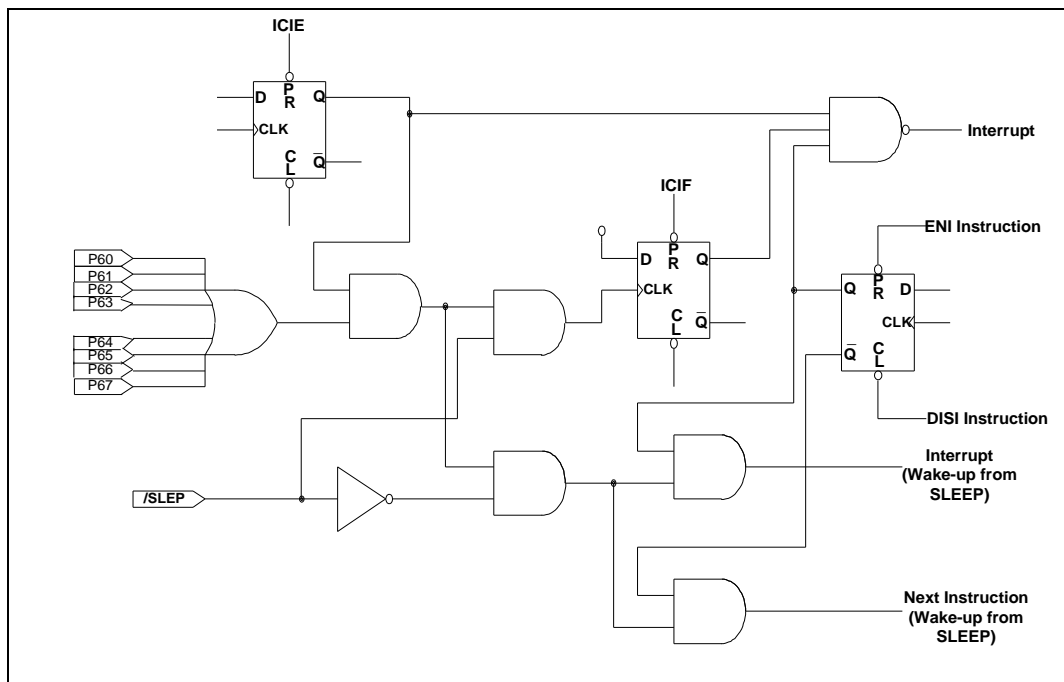 ICIE
D
P
R
Q
CLK
C
L
Q
Interrupt
ICIF
D
P
R
Q
CLK
C
L
Q
ENI Instruction
P
R
Q
D
CLK
Q
C
L
DISI Instruction
P60
P61
P62
P63
P64
P65
P66
P67
/SLEP
Interrupt
(Wake-up from
SLEEP)
Next Instruction
(Wake-up from
SLEEP)